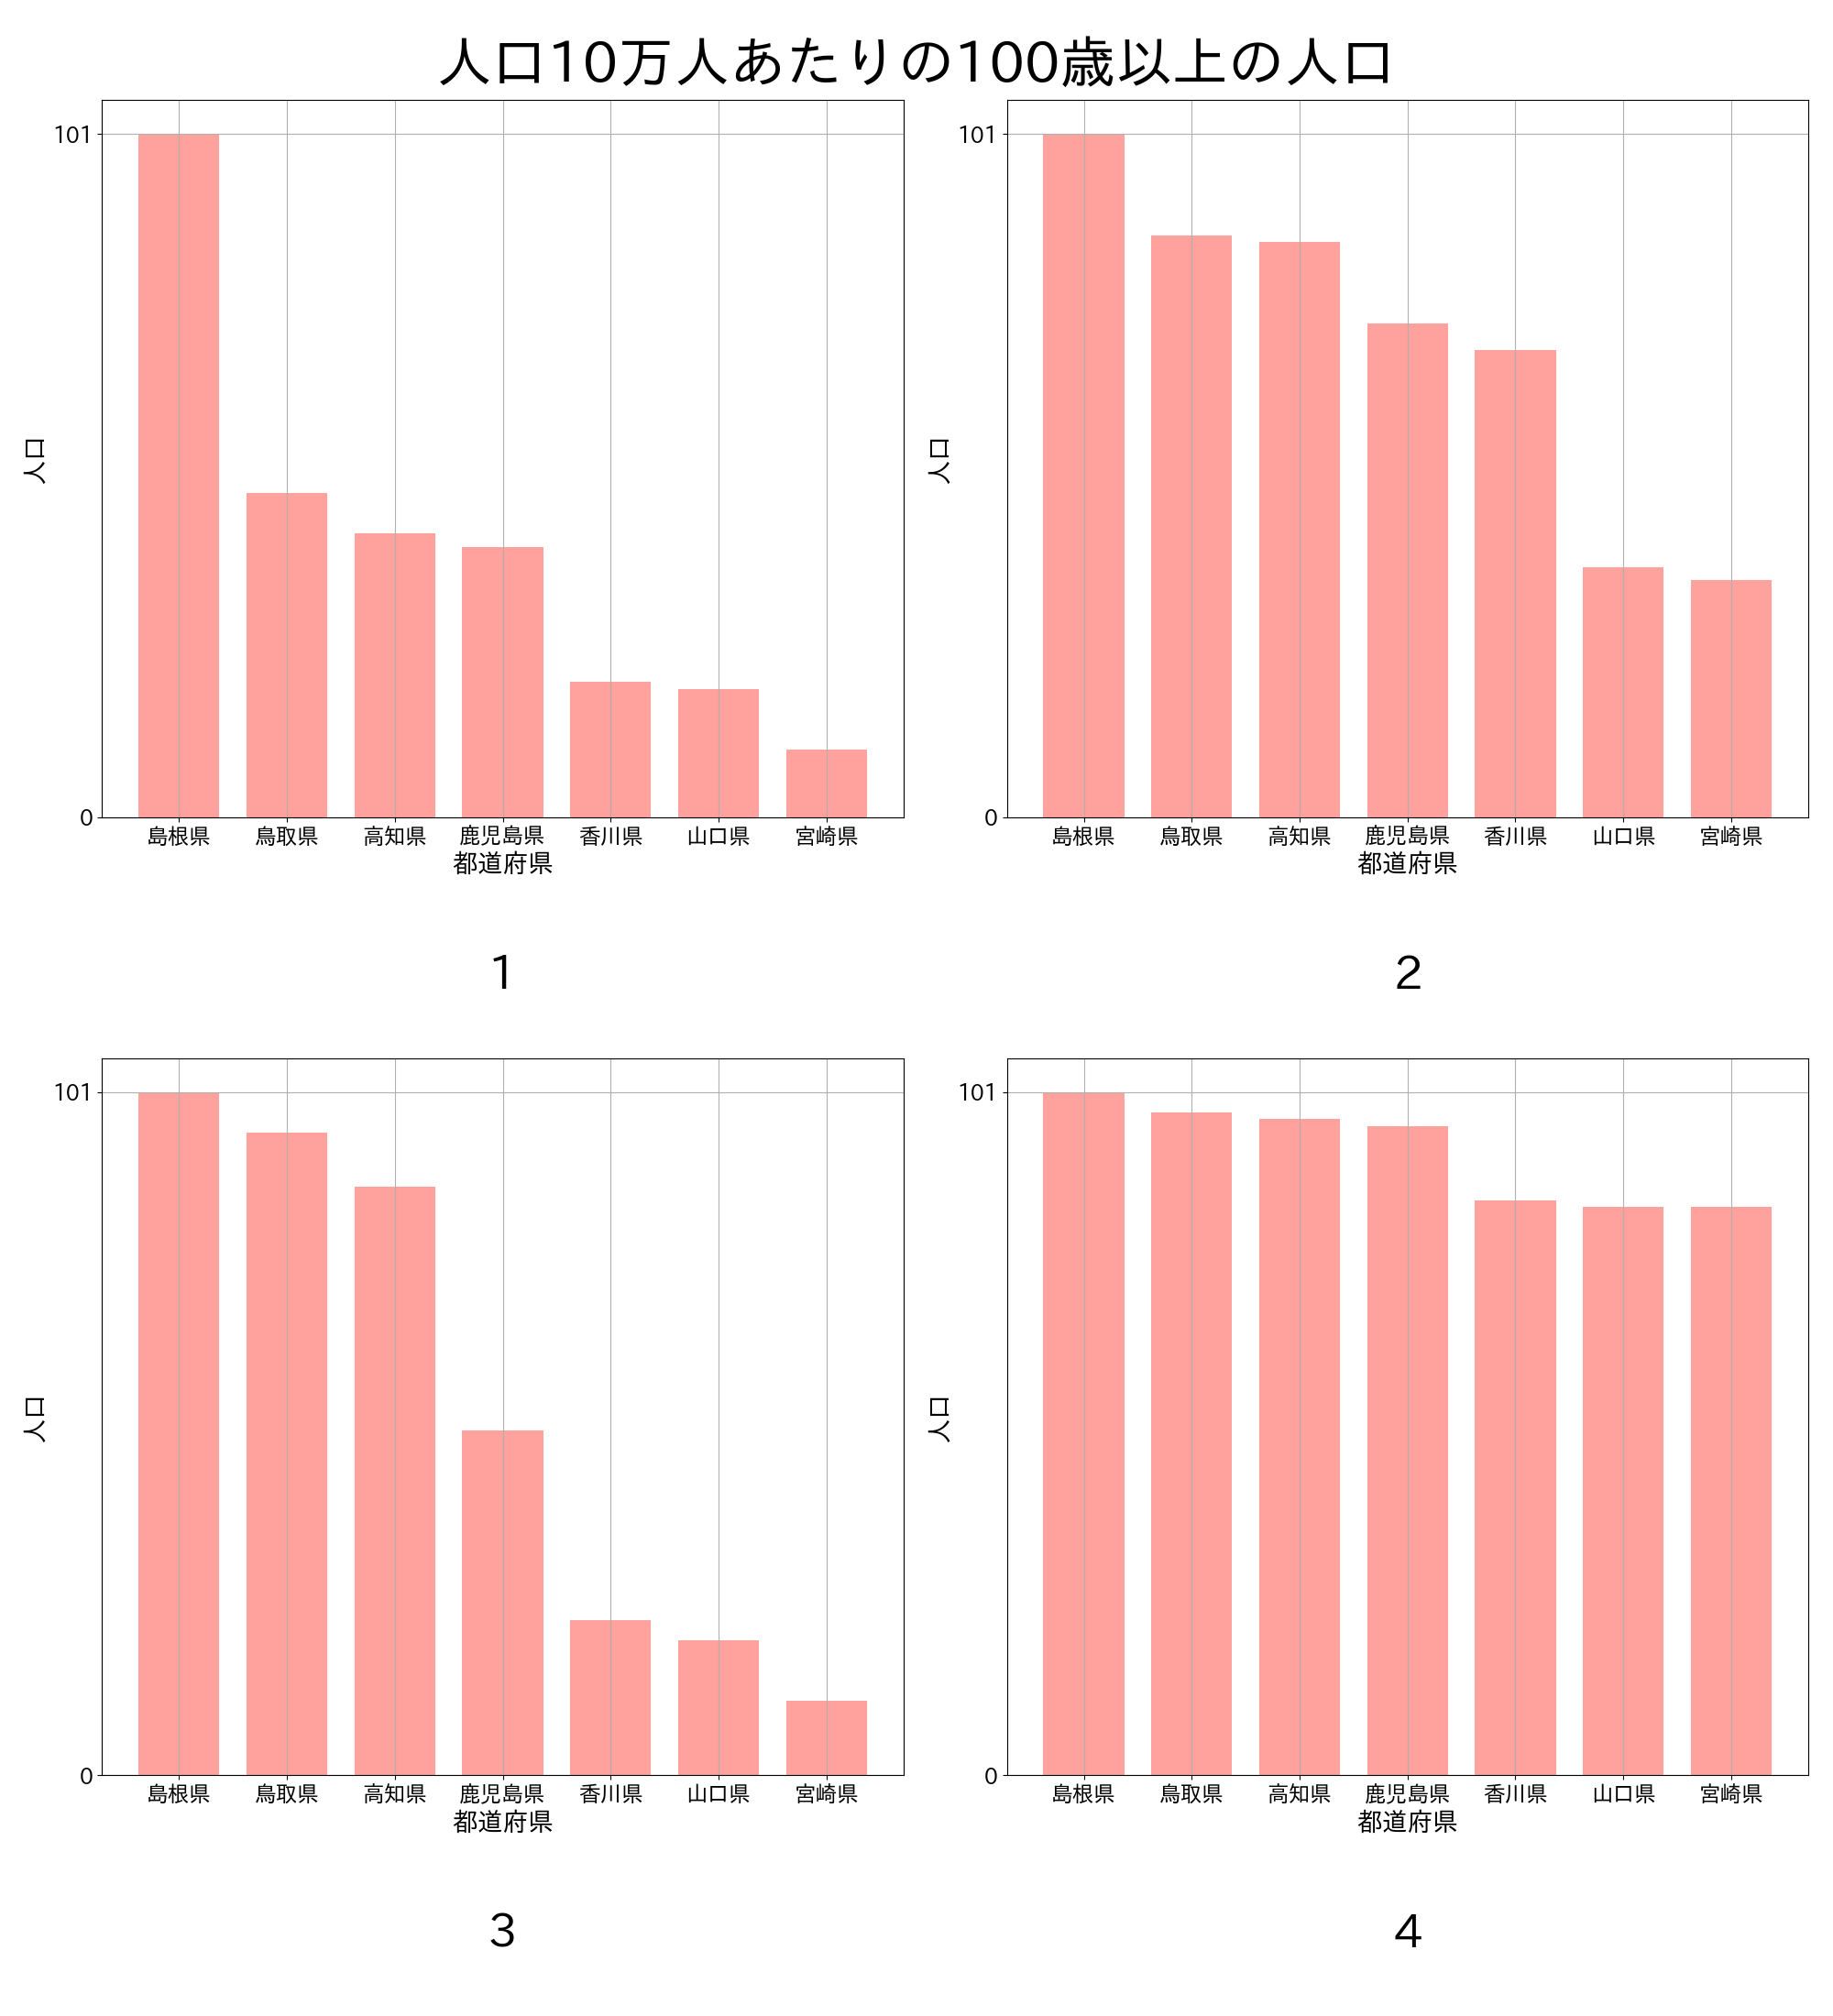 人口10万人あたりの100歳以上の人口
101
人口
0
島根県 鳥取県 高知県 鹿児島県 香川県 山口県 宮崎県
都道府県
1
101
人口
0
島根県 鳥取県 高知県 鹿児島県 香川県 山口県 宮崎県
都道府県
2
101
人口
0
島根県 鳥取県 高知県 鹿児島県 香川県 山口県 宮崎県
都道府県
3
101
人口
0
島根県 鳥取県 高知県 鹿児島県 香川県 山口県 宮崎県
都道府県
4